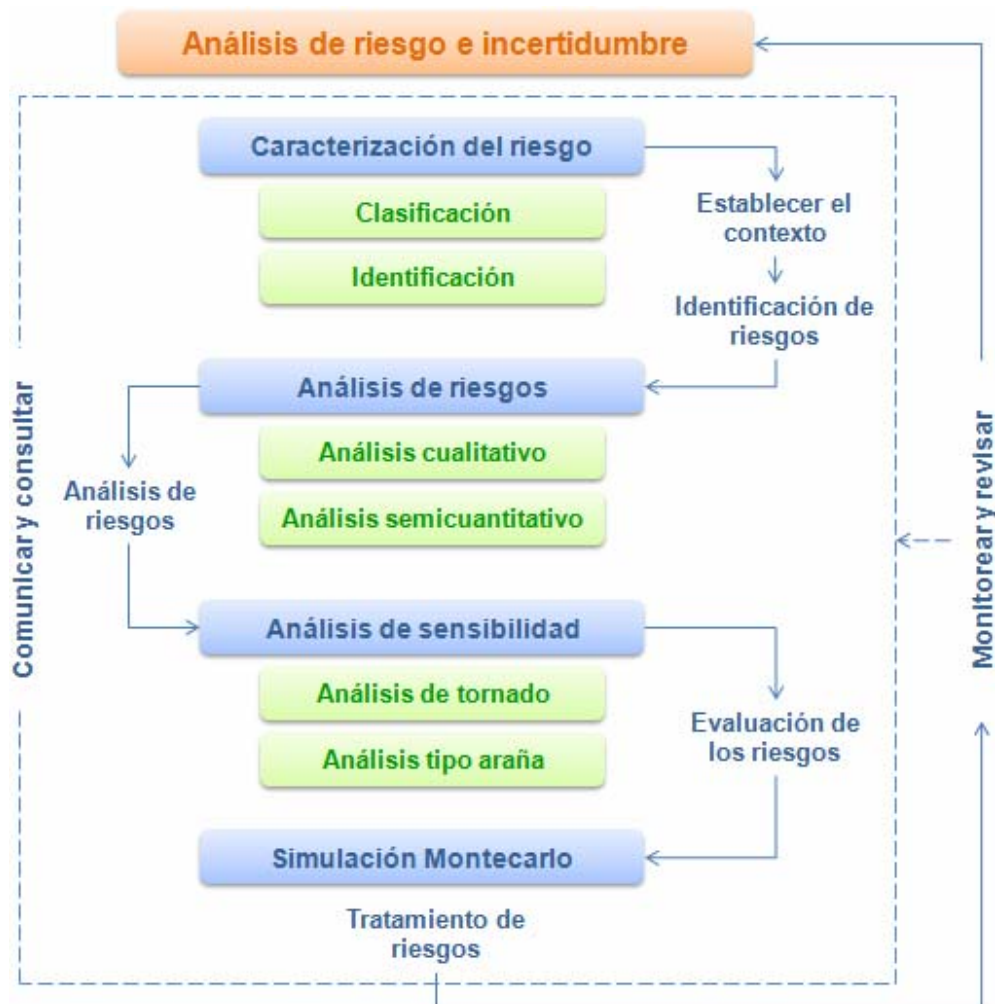 Análisis de riesgo e incertidumbre
Caracterización del riesgo
Clasificación
Identificación
Establecer el
contexto
Identificación de
riesgos
Análisis de riesgos
Análisis cualitativo
Análisis semicuantitativo
Análisis de
riesgos
Análisis de sensibilidad
Análisis de tornado
Análisis tipo araña
Evaluación de
los riesgos
Simulación Montecarlo
Tratamiento de
riesgos
Comunicar y consultar
Monitorear y revisar